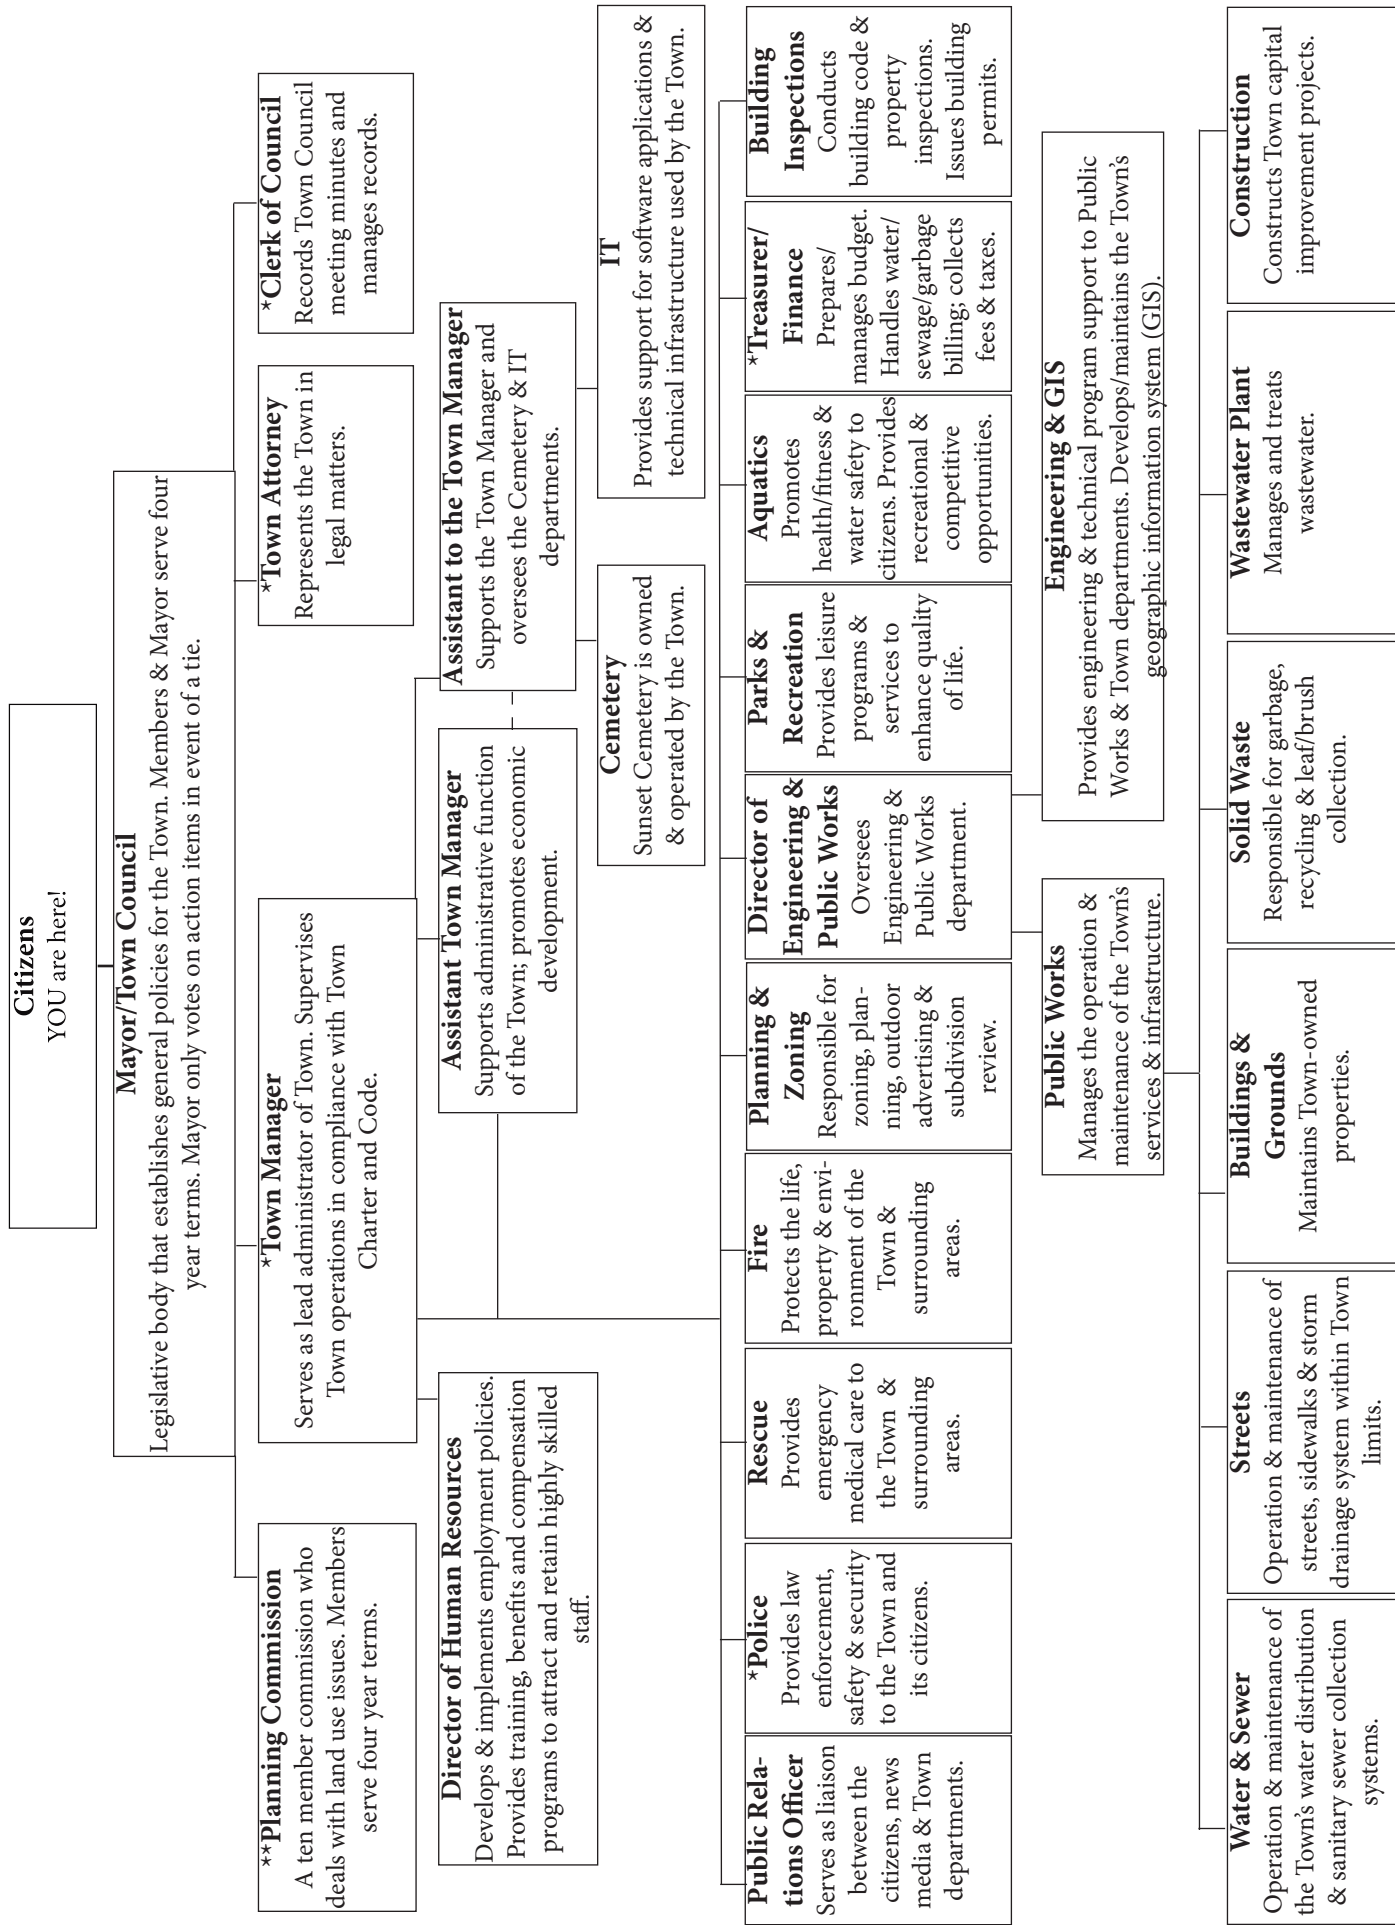 Citizens
YOU are here!
Mayor/Town Council
Legislative body that establishes general policies for the Town. Members & Mayor serve four
year terms. Mayor only votes on action items in event of a tie.
**Planning Commission
A ten member commission who
deals with land use issues. Members
serve four year terms.
*Town Manager
Serves as lead administrator of Town. Supervises
Town operations in compliance with Town
Charter and Code.
*Town Attorney
Represents the Town in
legal matters.
*Clerk of Council
Records Town Council
meeting minutes and
manages records.
Director of Human Resources
Develops & implements employment policies.
Provides training, benefits and compensation
programs to attract and retain highly skilled
staff.
Assistant Town Manager
Supports administrative function
of the Town; promotes economic
development.
Assistant to the Town Manager
Supports the Town Manager and
oversees the Cemetery & IT
departments.
Cemetery
Sunset Cemetery is owned
& operated by the Town.
IT
Provides support for software applications &
technical infrastructure used by the Town.
Public Rela-
tions Officer
Serves as liaison
between the
citizens, news
media & Town
departments.
*Police
Provides law
enforcement,
safety & security
to the Town and
its citizens.
Rescue
Provides
emergency
medical care to
the Town &
surrounding
areas.
Fire
Protects the life,
property & envi-
ronment of the
Town &
surrounding
areas.
Planning &
Zoning
Responsible for
zoning, plan-
ning, outdoor
advertising &
subdivision
review.
Director of
Engineering &
Public Works
Oversees
Engineering &
Public Works
department.
Parks &
Recreation
Provides leisure
programs &
services to
enhance quality
of life.
Aquatics
Promotes
health/fitness &
water safety to
citizens. Provides
recreational &
competitive
opportunities.
*Treasurer/
Finance
Prepares/
manages budget.
Handles water/
sewage/garbage
billing; collects
fees & taxes.
Building
Inspections
Conducts
building code &
property
inspections.
Issues building
permits.
Public Works
Manages the operation &
maintenance of the Town's
services & infrastructure.
Engineering & GIS
Provides engineering & technical program support to Public
Works & Town departments. Develops/maintains the Town's
geographic information system (GIS).
Water & Sewer
Operation & maintenance of
the Town's water distribution
& sanitary sewer collection
systems.
Streets
Operation & maintenance of
streets, sidewalks & storm
drainage system within Town
limits.
Buildings &
Grounds
Maintains Town-owned
properties.
Solid Waste
Responsible for garbage,
recycling & leaf/brush
collection.
Wastewater Plant
Manages and treats
wastewater.
Construction
Constructs Town capital
improvement projects.